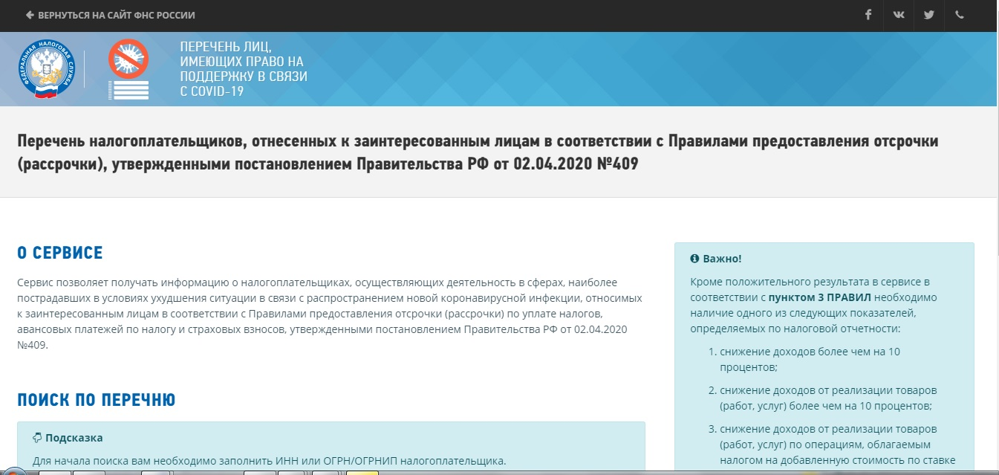 ВЕРНУТЬСЯ НА САЙТ ФНС РОССИИ
ФЕДЕРАЛЬНАЯ НАЛОГОВАЯ СЛУЖБА
ПЕРЕЧЕНЬ ЛИЦ,
ИМЕЮЩИХ ПРАВО НА
ПОДДЕРЖКУ В СВЯЗИ
С COVID-19
Перечень налогоплательщиков, отнесенных к заинтересованным лицам в соответствии с Правилами предоставления отсрочки
(рассрочки), утвержденными постановлением Правительства РФ от 02.04.2020 №409
О СЕРВИСЕ
Сервис позволяет получать информацию о налогоплательщиках, осуществляющих деятельность в сферах, наиболее
пострадавших в условиях ухудшения ситуации в связи с распространением новой коронавирусной инфекции, относимых
к заинтересованным лицам в соответствии с Правилами предоставления отсрочки (рассрочки) по уплате налогов,
авансовых платежей по налогу и страховых взносов, утвержденными постановлением Правительства РФ от 02.04.2020
№409.
ПОИСК ПО ПЕРЕЧНЮ
Подсказка
Для начала поиска вам необходимо заполнить ИНН или ОГРН/ОГРНИП налогоплательщика.
Важно!
Кроме положительного результата в сервисе в
соответствии с пунктом 3 ПРАВИЛ необходимо
наличие одного из следующих показателей,
определяемых по налоговой отчетности:
1. снижение доходов более чем на 10
процентов;
2. снижение доходов от реализации товаров
(работ, услуг) более чем на 10 процентов;
3. снижение доходов от реализации товаров
(работ, услуг) по операциям, облагаемым
налогом на добавленную стоимость по ставке